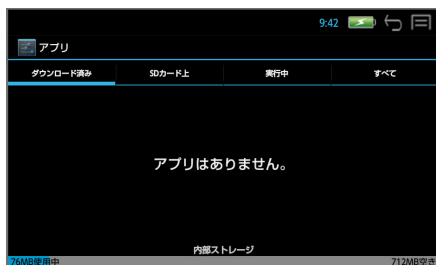 9:42
アプリ
ダウンロード済み SDカード上 実行中 すべて
アプリはありません。
内部ストレージ
76MB使用中 712MB空き